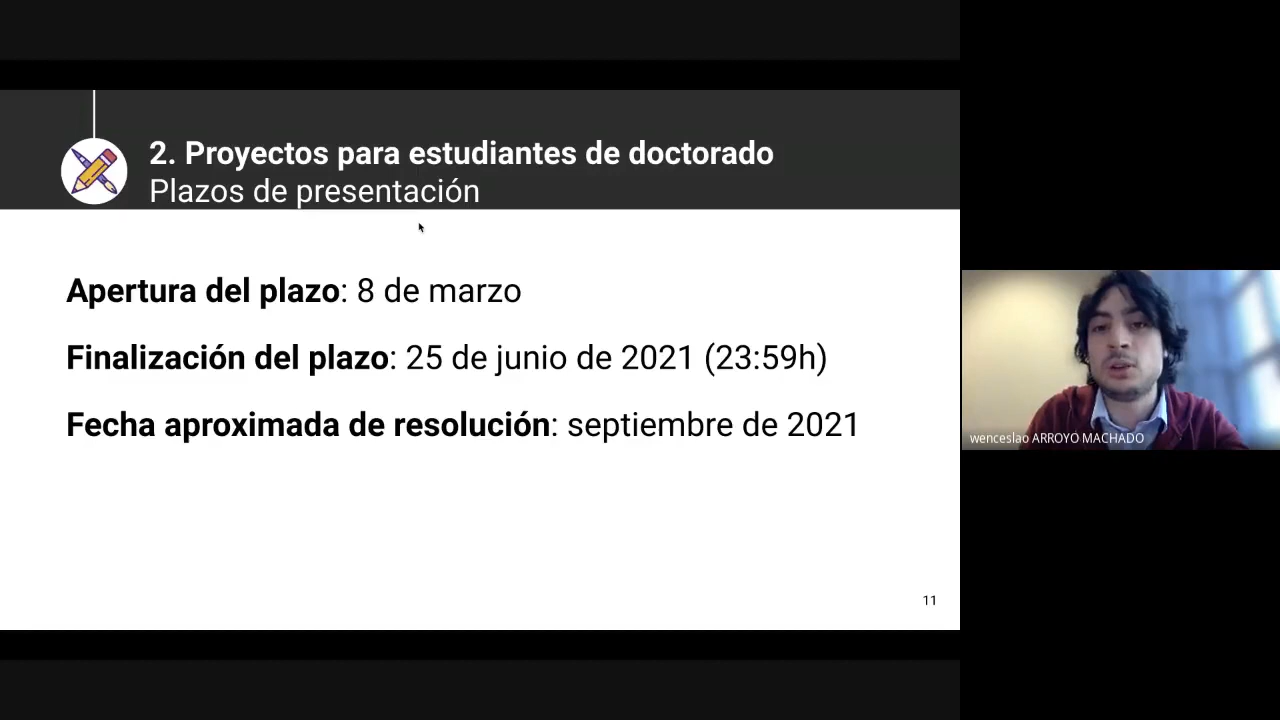 2. Proyectos para estudiantes de doctorado
Plazos de presentación
Apertura del plazo: 8 de marzo
Finalización del plazo: 25 de junio de 2021 (23:59h)
Fecha aproximada de resolución: septiembre de 2021
11
wenceslao ARROYO MACHADO